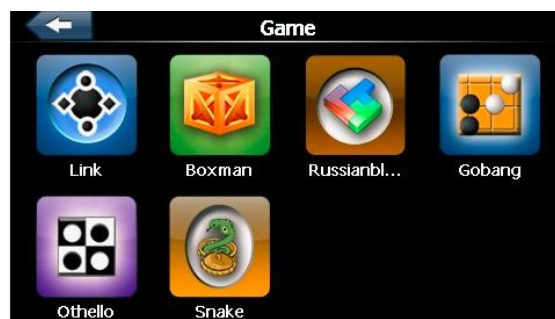 Game
Link
Boxman
Russianbl...
Gobang
Othello
Snake